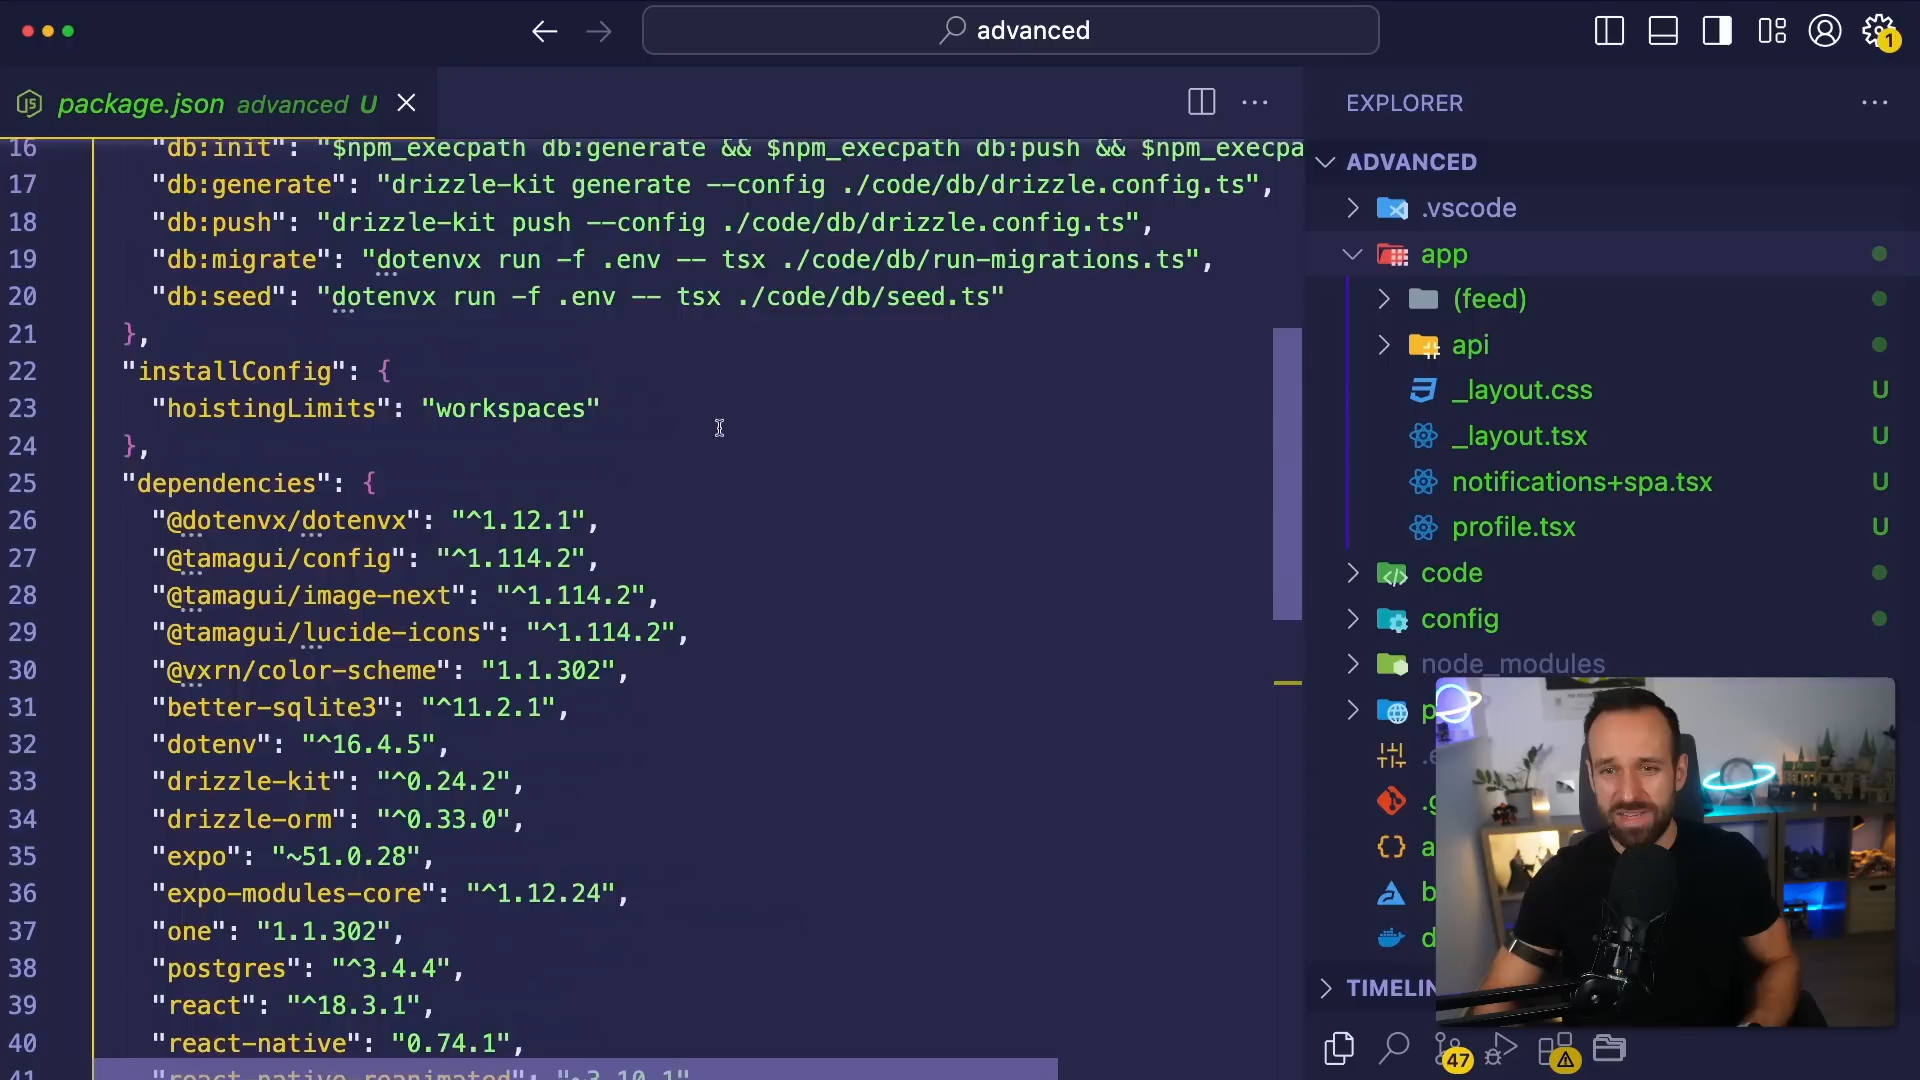 advanced
1
package.json advanced U
EXPLORER
16 "db:init": "$npm_execpath db:generate && $npm_execpath db:push && $npm_execpa
17 "db:generate": "drizzle-kit generate --config ./code/db/drizzle.config.ts",
18 "db:push": "drizzle-kit push --config ./code/db/drizzle.config.ts",
19 "db:migrate": "dotenvx run -f .env -- tsx ./code/db/run-migrations.ts",
20 "db:seed": "dotenvx run -f .env -- tsx ./code/db/seed.ts"
21 },
22 "installConfig": {
23 "hoistingLimits": "workspaces"
24 },
25 "dependencies": {
26 "@dotenvx/dotenvx": "^1.12.1",
27 "@tamagui/config": "^1.114.2",
28 "@tamagui/image-next": "^1.114.2",
29 "@tamagui/lucide-icons": "^1.114.2",
30 "@vxrn/color-scheme": "1.1.302",
31 "better-sqlite3": "^11.2.1",
32 "dotenv": "^16.4.5",
33 "drizzle-kit": "^0.24.2",
34 "drizzle-orm": "^0.33.0",
35 "expo": "~51.0.28",
36 "expo-modules-core": "^1.12.24",
37 "one": "1.1.302",
38 "postgres": "^3.4.4",
39 "react": "^18.3.1",
40 "react-native": "0.74.1",
41 "react-native-reanimated": "~3.10.1"
ADVANCED
.vscode
app
(feed)
api
_layout.css U
_layout.tsx U
notifications+spa.tsx U
profile.tsx U
code
config
node_modules
p
.e
.g
a
b
d
TIMELIN
47